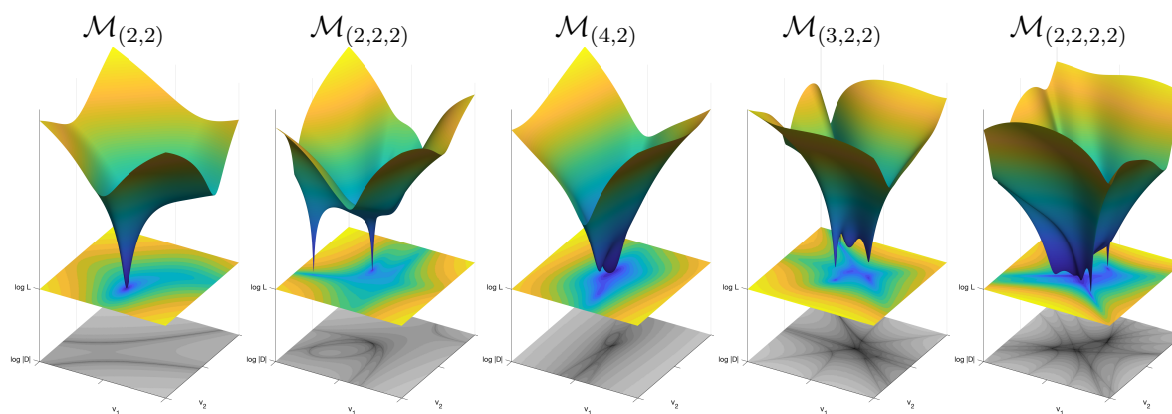 M(2,2) M(2,2,2) M(4,2) M(3,2,2) M(2,2,2,2)
log L log L log L log L log L
log |D| log |D| log |D| log |D| log |D|
v₁ v₂ v₁ v₂ v₁ v₂ v₁ v₂ v₁ v₂